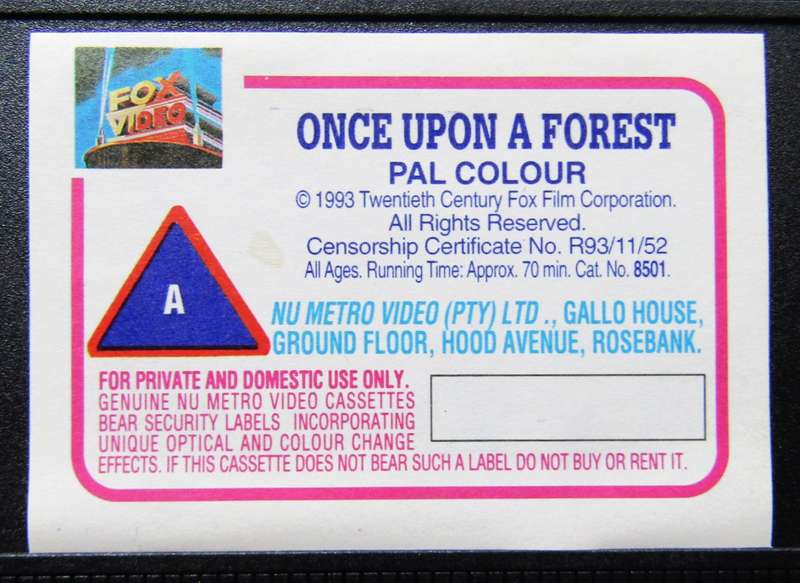 FOX
VIDEO
ONCE UPON A FOREST
PAL COLOUR
© 1993 Twentieth Century Fox Film Corporation.
All Rights Reserved.
Censorship Certificate No. R93/11/52
All Ages. Running Time: Approx. 70 min. Cat. No. 8501.
A
NU METRO VIDEO (PTY) LTD ., GALLO HOUSE,
GROUND FLOOR, HOOD AVENUE, ROSEBANK.
FOR PRIVATE AND DOMESTIC USE ONLY.
GENUINE NU METRO VIDEO CASSETTES
BEAR SECURITY LABELS INCORPORATING
UNIQUE OPTICAL AND COLOUR CHANGE
EFFECTS. IF THIS CASSETTE DOES NOT BEAR SUCH A LABEL DO NOT BUY OR RENT IT.